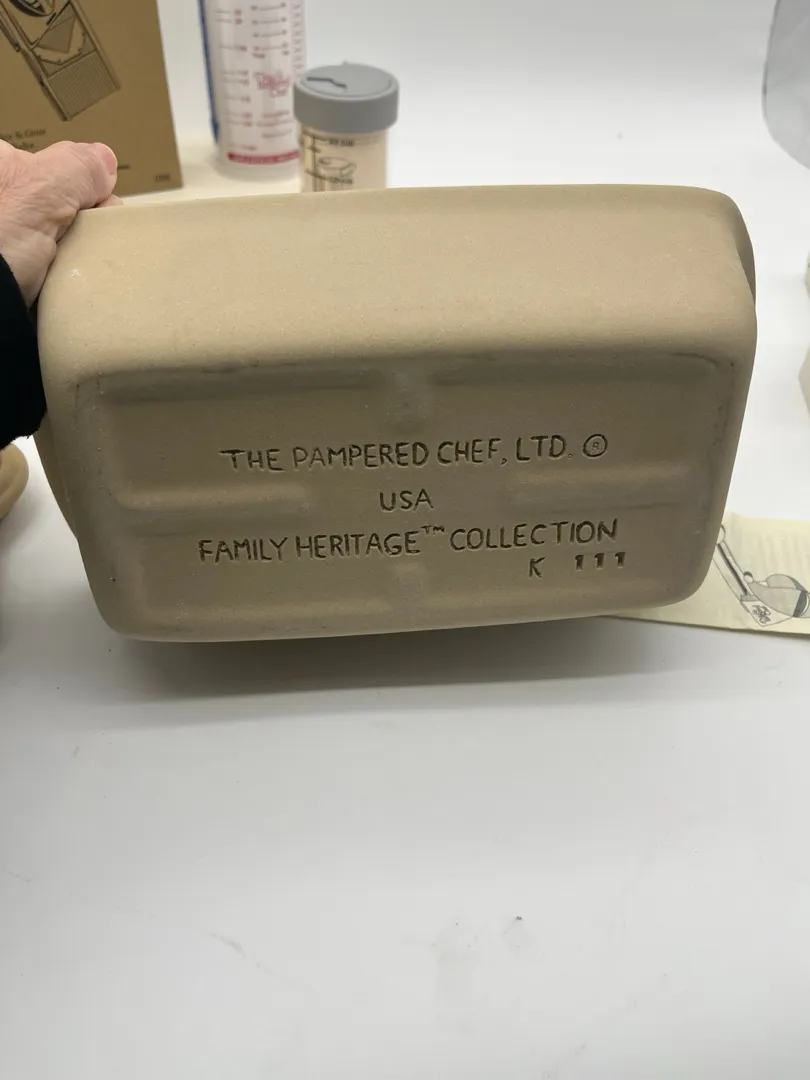 THE PAMPERED CHEF, LTD. ®
USA
FAMILY HERITAGE™ COLLECTION
K 111